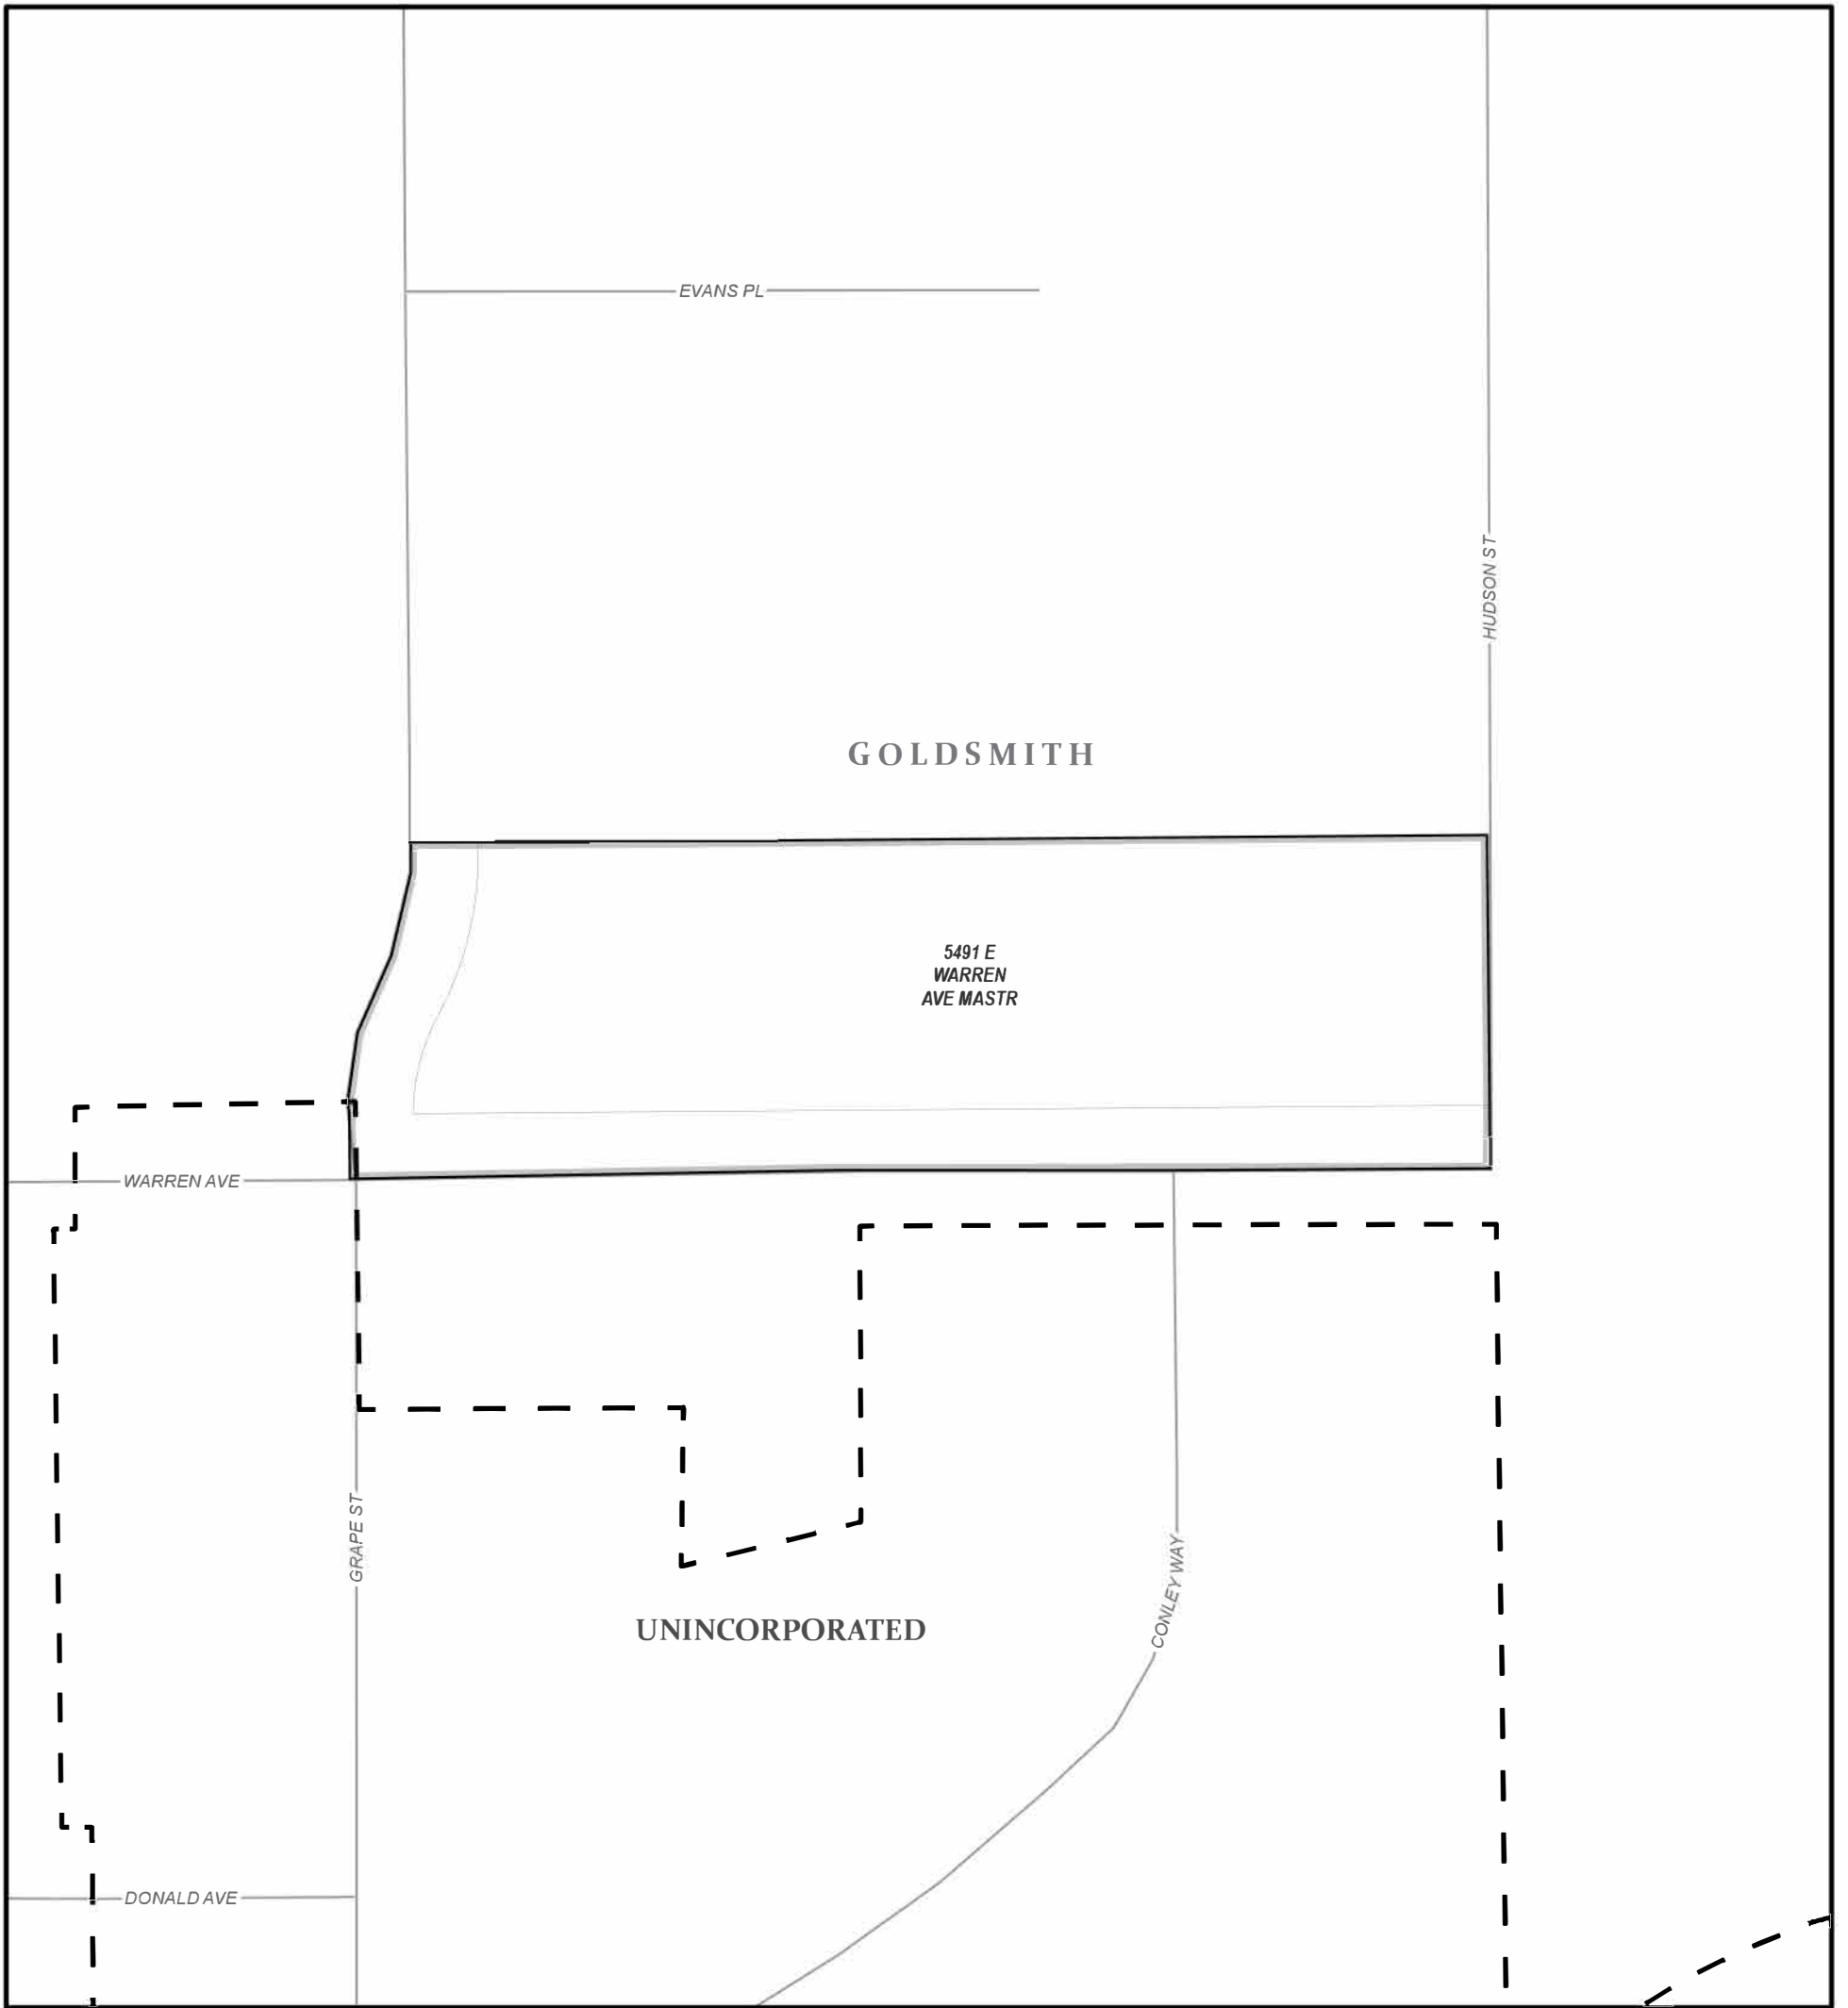 EVANS PL
HUDSON ST
GOLDSMITH
5491 E
WARREN
AVE MASTR
WARREN AVE
GRAPE ST
CONLEY WAY
UNINCORPORATED
DONALD AVE